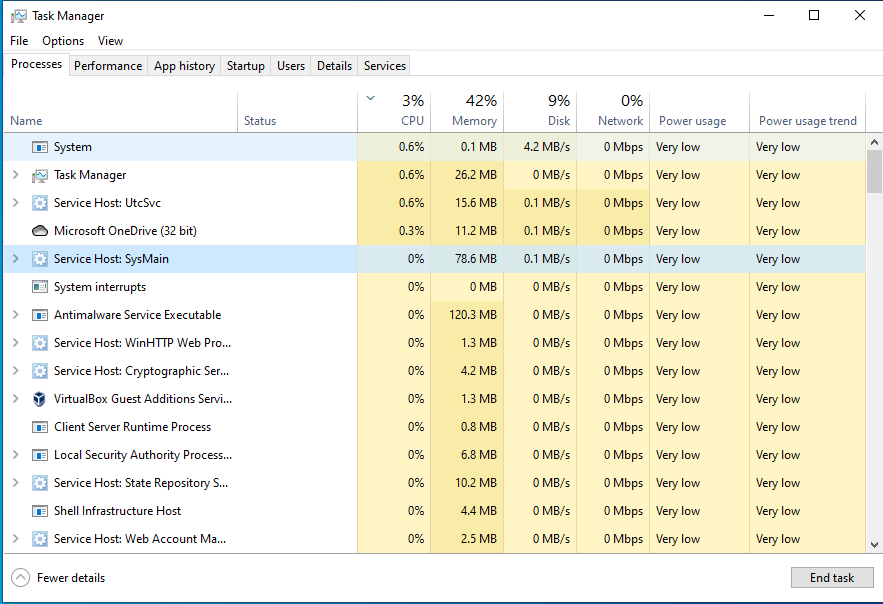 Task Manager
File Options View
Processes Performance App history Startup Users Details Services
3% 42% 9% 0%
Name Status CPU Memory Disk Network Power usage Power usage trend
System 0.6% 0.1 MB 4.2 MB/s 0 Mbps Very low Very low
Task Manager 0.6% 26.2 MB 0 MB/s 0 Mbps Very low Very low
Service Host: UtcSvc 0.6% 15.6 MB 0.1 MB/s 0 Mbps Very low Very low
Microsoft OneDrive (32 bit) 0.3% 11.2 MB 0.1 MB/s 0 Mbps Very low Very low
Service Host: SysMain 0% 78.6 MB 0.1 MB/s 0 Mbps Very low Very low
System interrupts 0% 0 MB 0 MB/s 0 Mbps Very low Very low
Antimalware Service Executable 0% 120.3 MB 0 MB/s 0 Mbps Very low Very low
Service Host: WinHTTP Web Pro... 0% 1.3 MB 0 MB/s 0 Mbps Very low Very low
Service Host: Cryptographic Ser... 0% 4.2 MB 0 MB/s 0 Mbps Very low Very low
VirtualBox Guest Additions Servi... 0% 1.3 MB 0 MB/s 0 Mbps Very low Very low
Client Server Runtime Process 0% 0.8 MB 0 MB/s 0 Mbps Very low Very low
Local Security Authority Process... 0% 6.8 MB 0 MB/s 0 Mbps Very low Very low
Service Host: State Repository S... 0% 10.2 MB 0 MB/s 0 Mbps Very low Very low
Shell Infrastructure Host 0% 4.4 MB 0 MB/s 0 Mbps Very low Very low
Service Host: Web Account Ma... 0% 2.5 MB 0 MB/s 0 Mbps Very low Very low
Fewer details End task